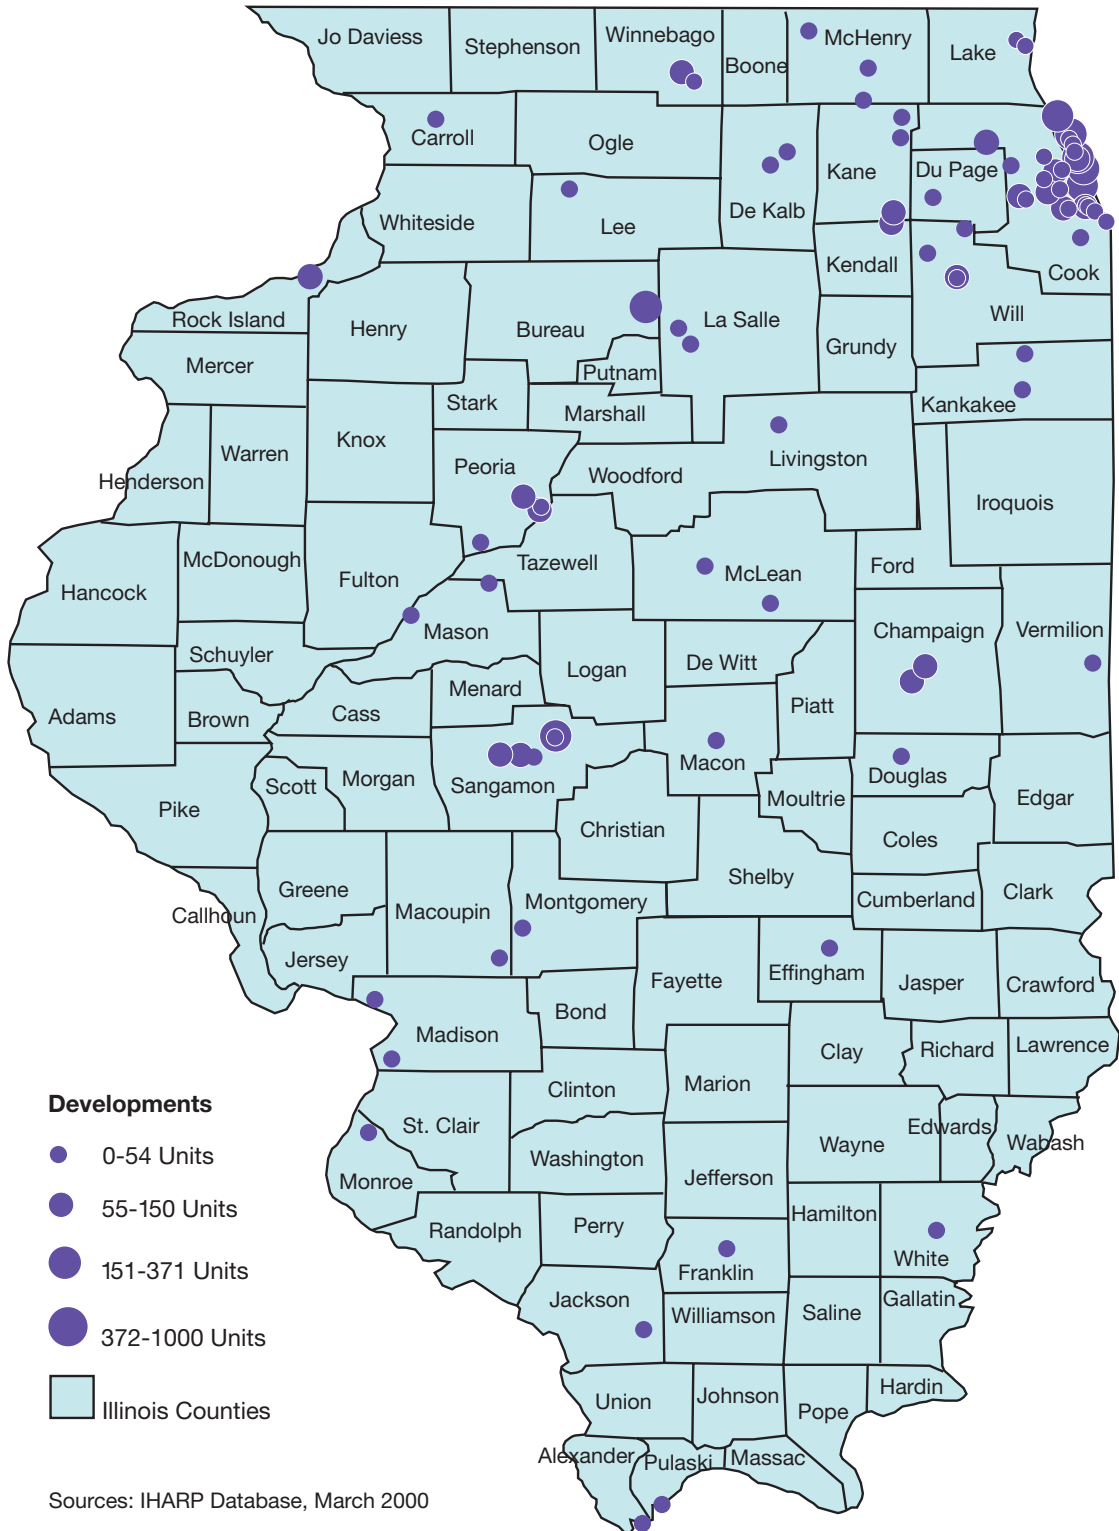 Jo Daviess
Stephenson
Winnebago
Boone
McHenry
Lake
Carroll
Ogle
Kane
Du Page
De Kalb
Whiteside
Lee
Kendall
Cook
Rock Island
Henry
Bureau
La Salle
Will
Grundy
Mercer
Putnam
Stark
Marshall
Kankakee
Knox
Warren
Henderson
Peoria
Woodford
Livingston
Iroquois
McDonough
Hancock
Fulton
Tazewell
McLean
Ford
Mason
Champaign
Vermilion
Schuyler
Logan
De Witt
Menard
Adams
Brown
Cass
Piatt
Macon
Douglas
Scott
Morgan
Sangamon
Moultrie
Edgar
Pike
Christian
Coles
Shelby
Greene
Cumberland
Clark
Callhoun
Macoupin
Montgomery
Jersey
Effingham
Fayette
Jasper
Crawford
Bond
Madison
Clay
Richard
Lawrence
Marion
Clinton
St. Clair
Edwards
Wayne
Wabash
Washington
Jefferson
Monroe
Randolph
Perry
Hamilton
White
Franklin
Jackson
Williamson
Saline
Gallatin
Union
Johnson
Pope
Hardin
Alexander
Pulaski
Massac
Developments
0-54 Units
55-150 Units
151-371 Units
372-1000 Units
Illinois Counties
Sources: IHARP Database, March 2000